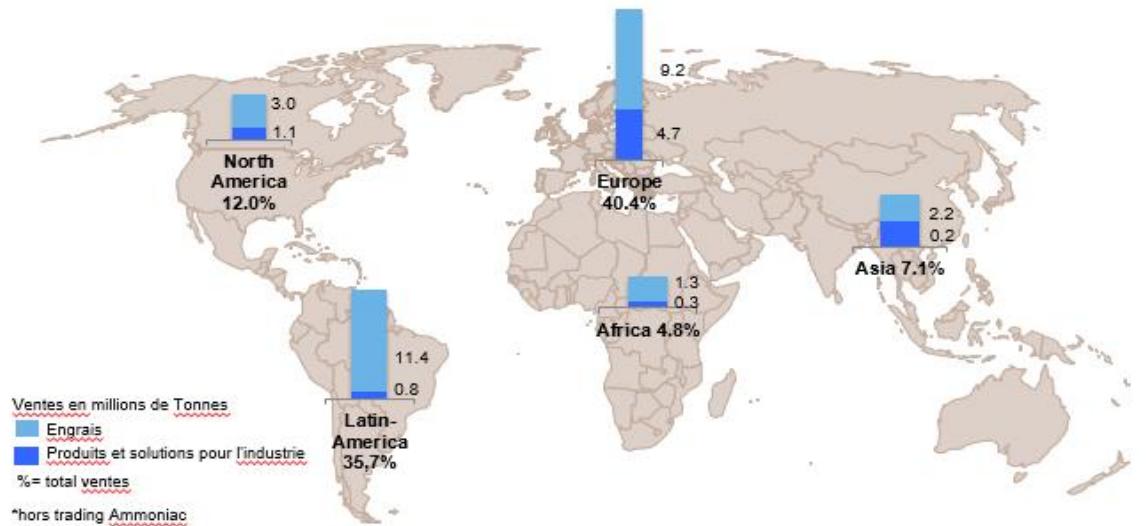 3.0
1.1
North
America
12.0%
9.2
4.7
Europe
40.4%
2.2
0.2
Asia 7.1%
1.3
0.3
Africa 4.8%
11.4
0.8
Latin-
America
35,7%
Ventes en millions de Tonnes
Engrais
Produits et solutions pour l'industrie
%= total ventes
*hors trading Ammoniac